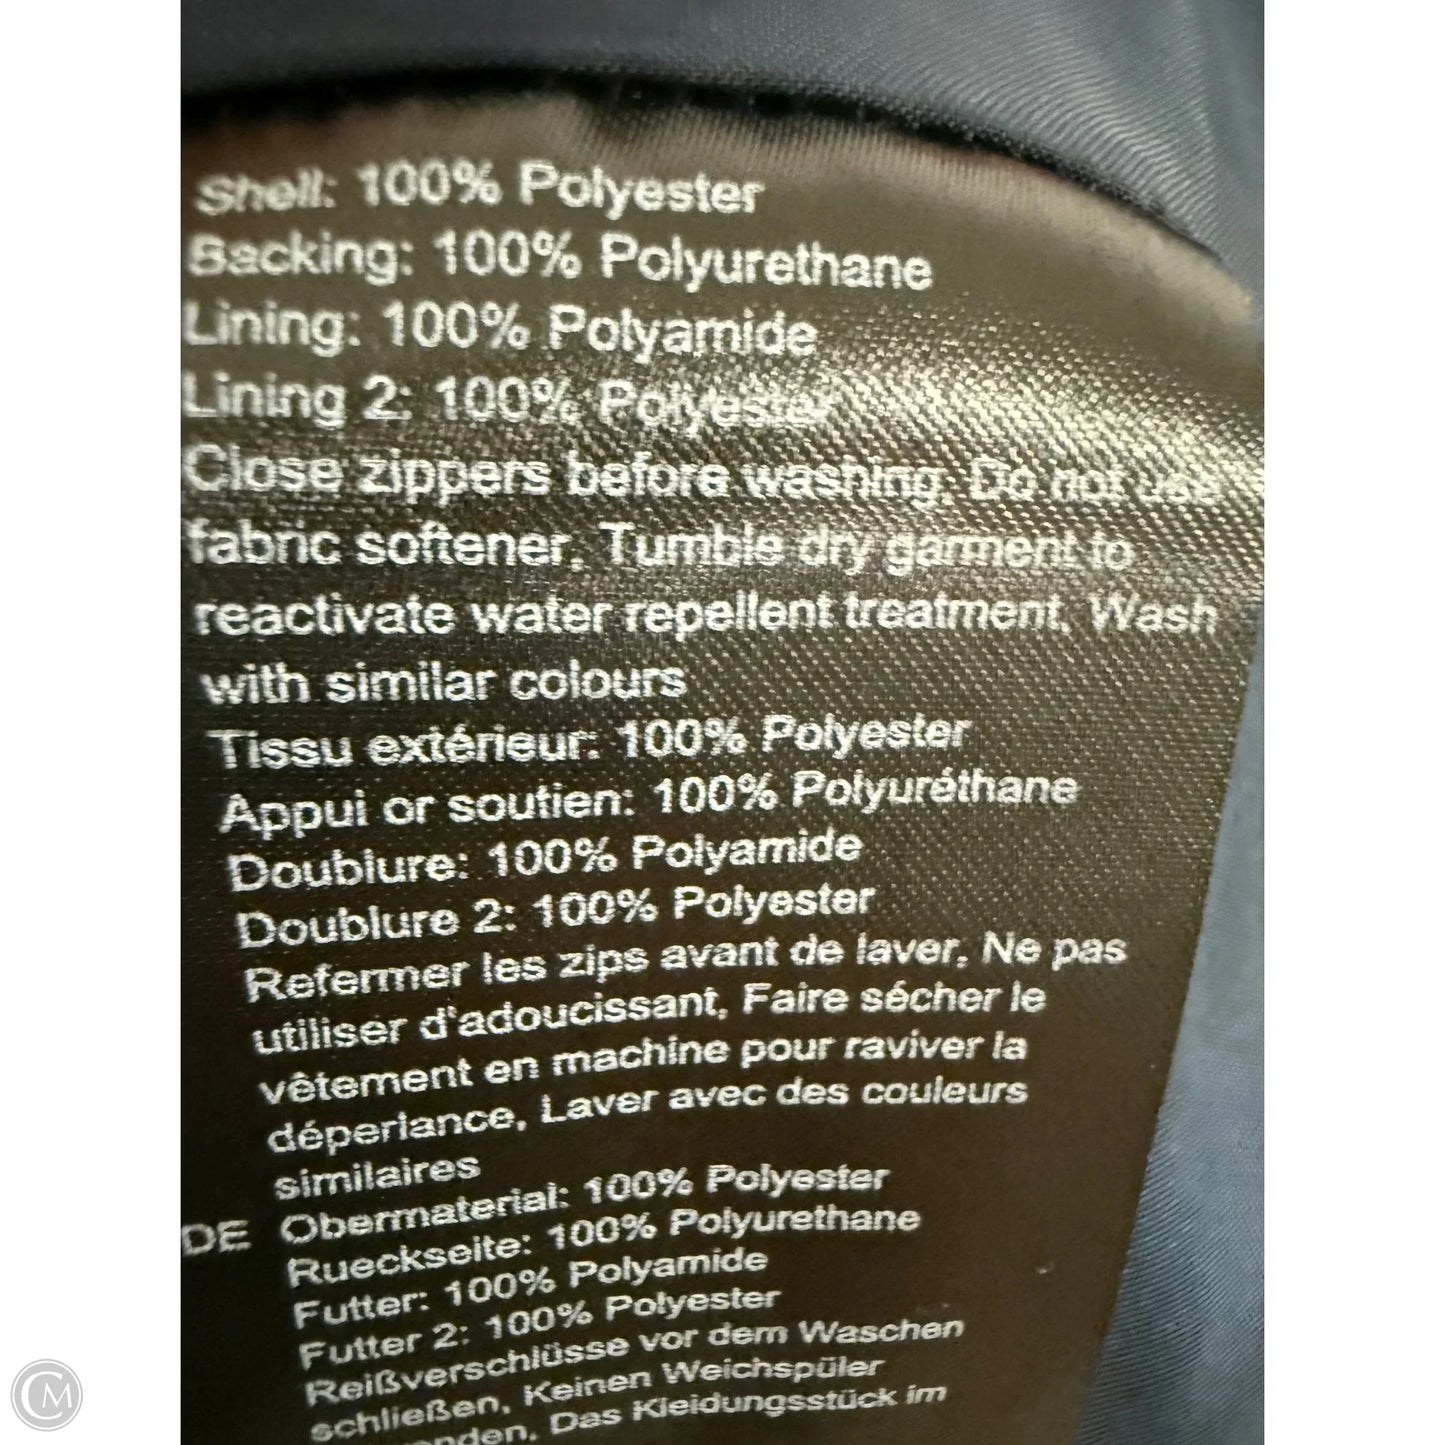 Shell: 100% Polyester
Backing: 100% Polyurethane
Lining: 100% Polyamide
Lining 2: 100% Polyester
Close zippers before washing, Do not use
fabric softener, Tumble dry garment to
reactivate water repellent treatment, Wash
with similar colours
Tissu extérieur: 100% Polyester
Appui or soutien: 100% Polyuréthane
Doublure: 100% Polyamide
Doublure 2: 100% Polyester
Refermer les zips avant de laver, Ne pas
utiliser d'adoucissant, Faire sécher le
vêtement en machine pour raviver la
déperlance, Laver avec des couleurs
similaires
DE Obermaterial: 100% Polyester
Rueckseite: 100% Polyurethane
Futter: 100% Polyamide
Futter 2: 100% Polyester
Reißverschlüsse vor dem Waschen
schließen, Keinen Weichspüler
Das Kleidungsstück im
CM